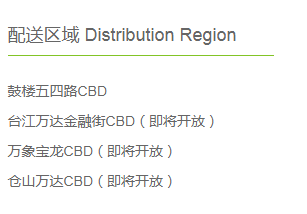 配送区域 Distribution Region
鼓楼五四路CBD
台江万达金融街CBD（即将开放）
万象宝龙CBD（即将开放）
仓山万达CBD（即将开放）